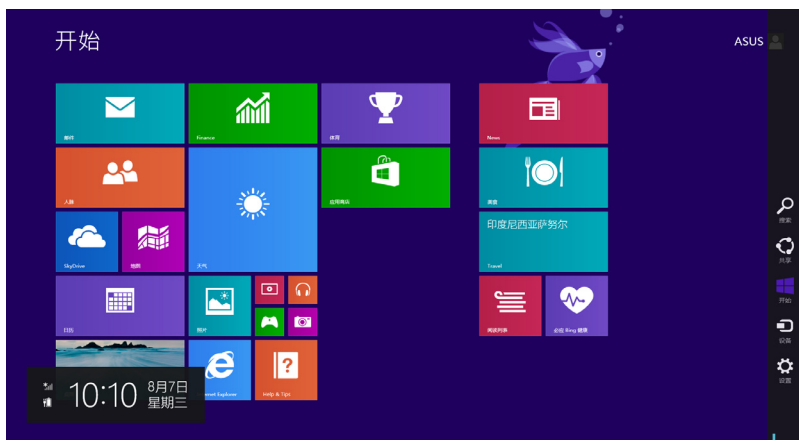 开始
ASUS
邮件
Finance
体育
News
人脉
应用商店
美食
印度尼西亚萨努尔
SkyDrive
地图
天气
Travel
日历
照片
阅读列表
必应 Bing 健康
Internet Explorer
Help & Tips
10:10
8月7日
星期三
搜索
共享
开始
设备
设置